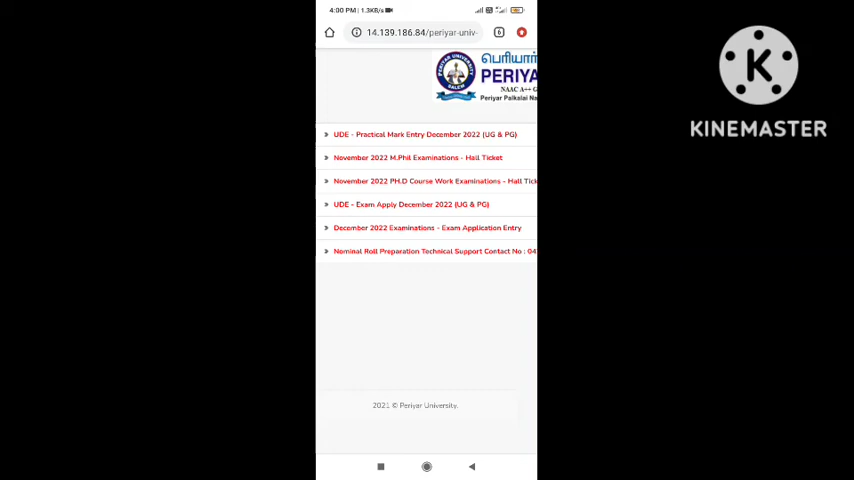 4:00 PM | 1.3KB/s
14.139.186.84/periyar-univ-
6
பெரியார்
PERIYA
NAAC A++ G
Periyar Palkalai Na
PERIYAR UNIVERSITY
SALEM
UDE - Practical Mark Entry December 2022 (UG & PG)
November 2022 M.Phil Examinations - Hall Ticket
November 2022 PH.D Course Work Examinations - Hall Tick
UDE - Exam Apply December 2022 (UG & PG)
December 2022 Examinations - Exam Application Entry
Nominal Roll Preparation Technical Support Contact No : 04
2021 © Periyar University.
K
KINEMASTER